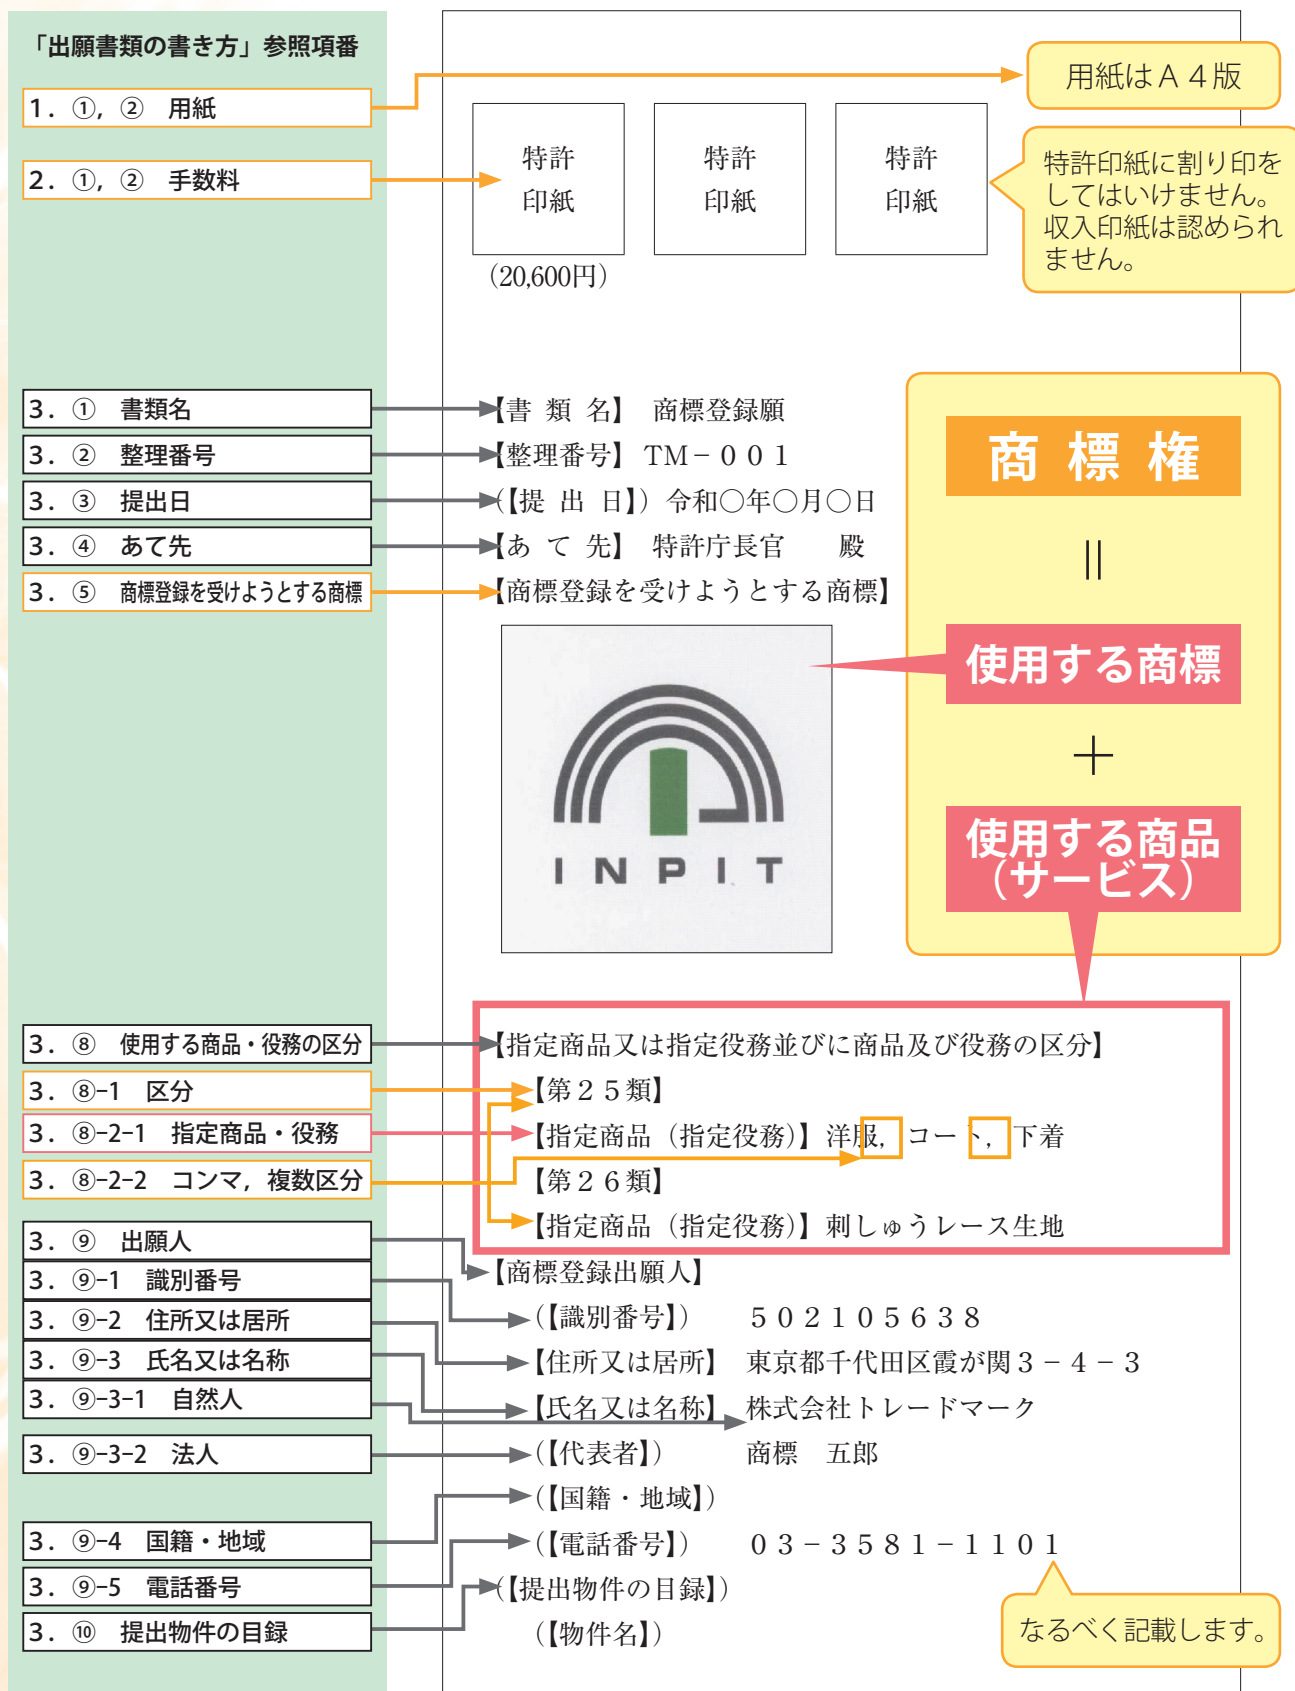 「出願書類の書き方」参照項番
1. ①，② 用紙
用紙はＡ４版
2. ①，② 手数料
特許
印紙
特許
印紙
特許
印紙
(20,600円)
特許印紙に割り印を
してはいけません。
収入印紙は認められ
ません。
3. ① 書類名
【書 類 名】 商標登録願
3. ② 整理番号
【整理番号】 TM－００１
3. ③ 提出日
(【提 出 日】) 令和○年○月○日
3. ④ あて先
【あ て 先】 特許庁長官 殿
3. ⑤ 商標登録を受けようとする商標
【商標登録を受けようとする商標】
INPIT
商標権
||
使用する商標
＋
使用する商品
（サービス）
3. ⑧ 使用する商品・役務の区分
【指定商品又は指定役務並びに商品及び役務の区分】
3. ⑧-1 区分
【第２５類】
3. ⑧-2-1 指定商品・役務
【指定商品（指定役務）】洋服，コート，下着
3. ⑧-2-2 コンマ，複数区分
【第２６類】
【指定商品（指定役務）】刺しゅうレース生地
3. ⑨ 出願人
【商標登録出願人】
3. ⑨-1 識別番号
(【識別番号】) ５０２１０５６３８
3. ⑨-2 住所又は居所
【住所又は居所】 東京都千代田区霞が関３－４－３
3. ⑨-3 氏名又は名称
【氏名又は名称】 株式会社トレードマーク
3. ⑨-3-1 自然人
3. ⑨-3-2 法人
(【代表者】) 商標 五郎
(【国籍・地域】)
3. ⑨-4 国籍・地域
(【電話番号】) ０３－３５８１－１１０１
3. ⑨-5 電話番号
(【提出物件の目録】)
3. ⑩ 提出物件の目録
(【物件名】)
なるべく記載します。